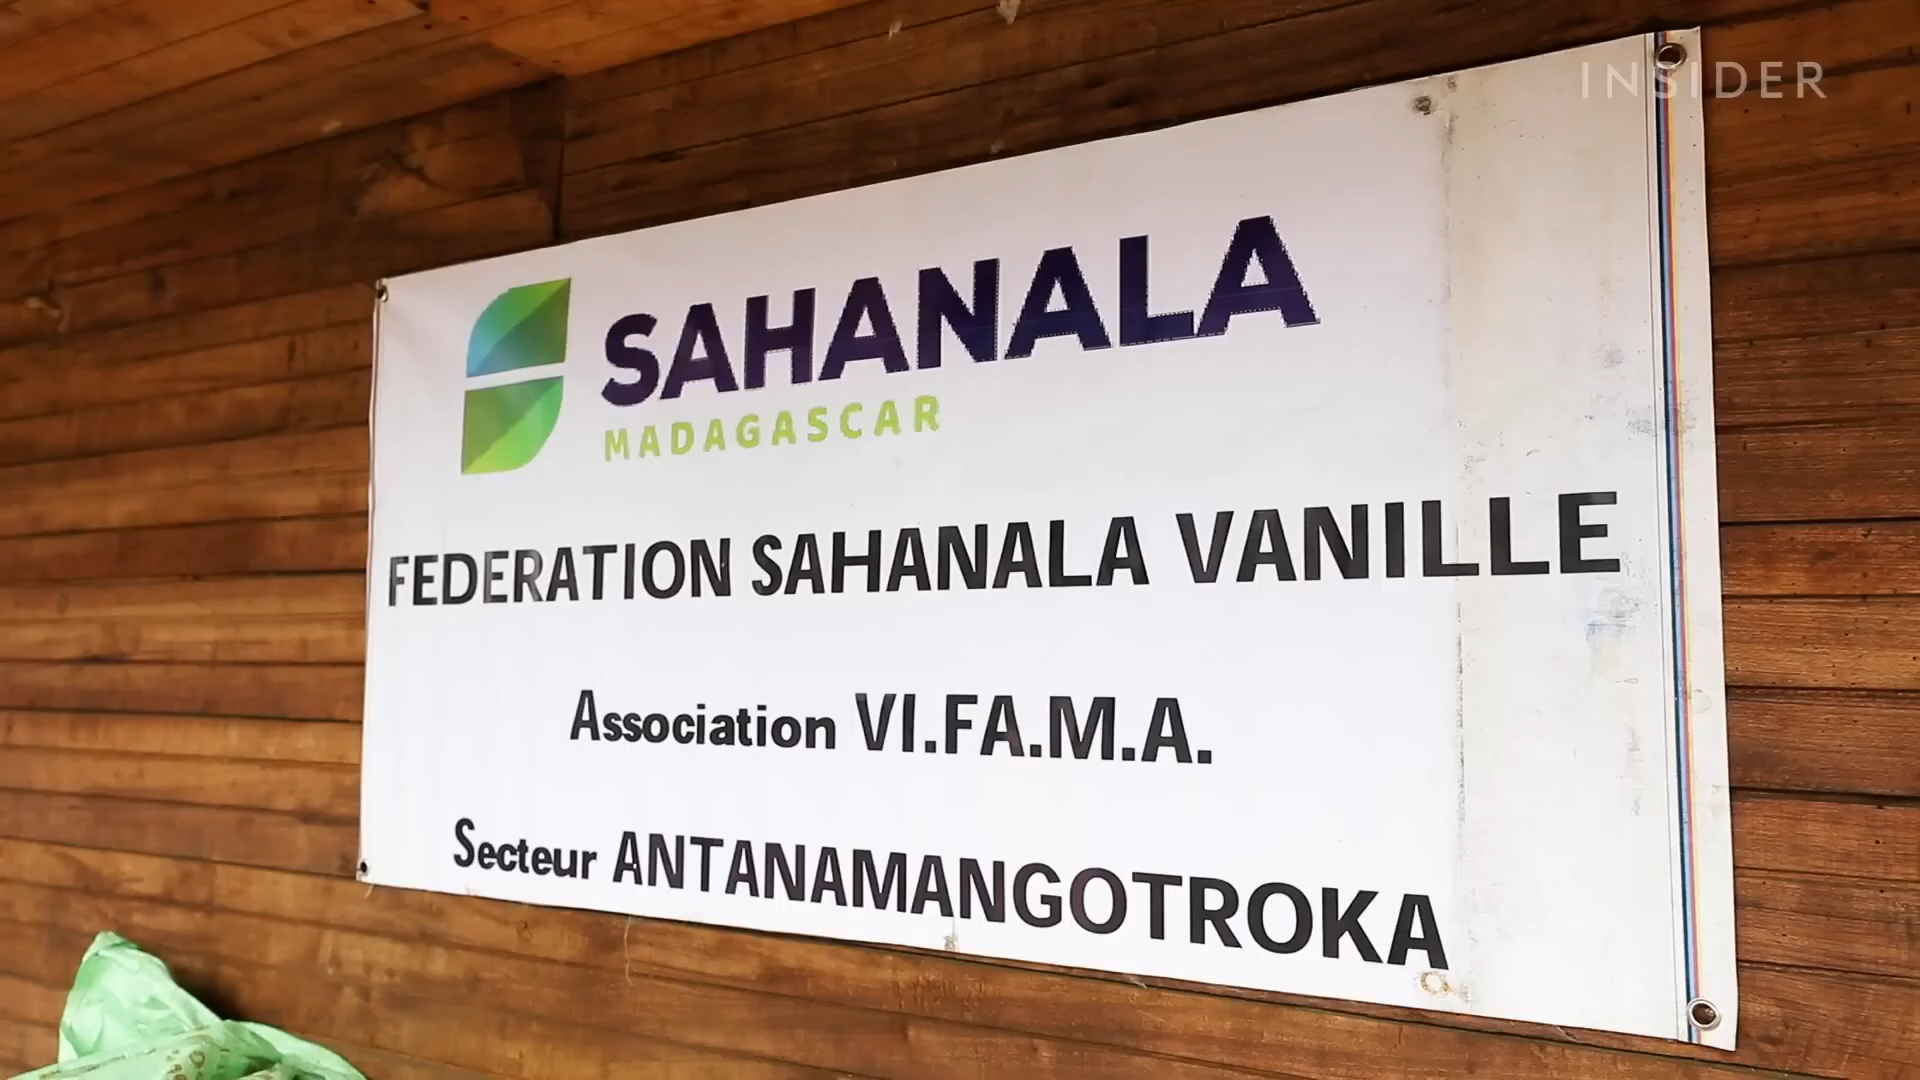 INSIDER
SAHANALA
MADAGASCAR
FEDERATION SAHANALA VANILLE
Association VI.FA.M.A.
Secteur ANTANAMANGOTROKA